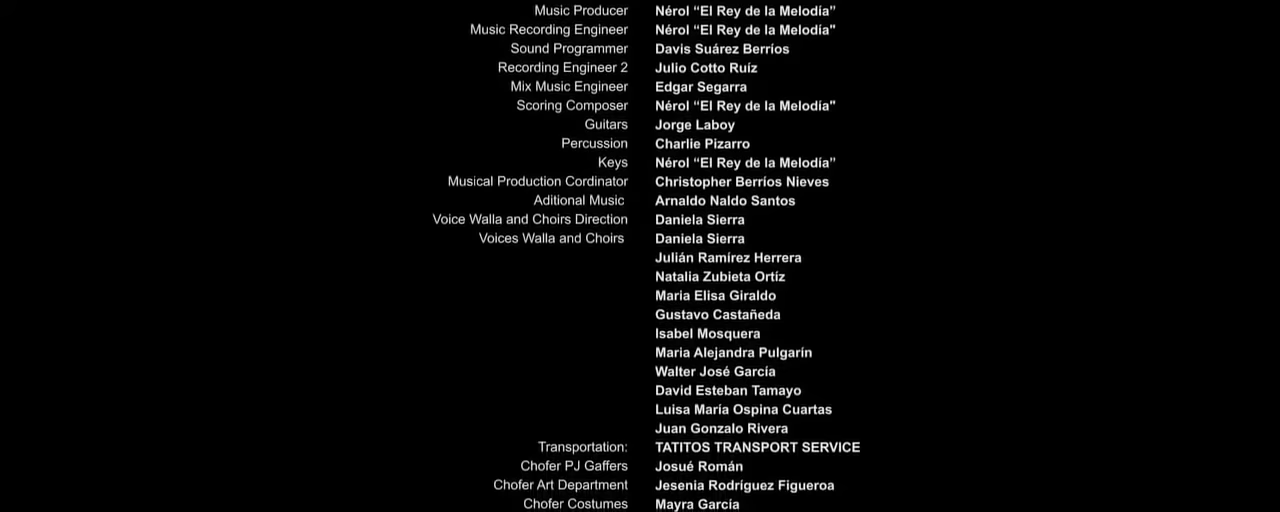 Music Producer Nérol “El Rey de la Melodía”
Music Recording Engineer Nérol “El Rey de la Melodía"
Sound Programmer Davis Suárez Berríos
Recording Engineer 2 Julio Cotto Ruíz
Mix Music Engineer Edgar Segarra
Scoring Composer Nérol “El Rey de la Melodía"
Guitars Jorge Laboy
Percussion Charlie Pizarro
Keys Nérol “El Rey de la Melodía”
Musical Production Cordinator Christopher Berríos Nieves
Aditional Music Arnaldo Naldo Santos
Voice Walla and Choirs Direction Daniela Sierra
Voices Walla and Choirs Daniela Sierra
Julián Ramírez Herrera
Natalia Zubieta Ortíz
Maria Elisa Giraldo
Gustavo Castañeda
Isabel Mosquera
Maria Alejandra Pulgarín
Walter José García
David Esteban Tamayo
Luisa María Ospina Cuartas
Juan Gonzalo Rivera
Transportation: TATITOS TRANSPORT SERVICE
Chofer PJ Gaffers Josué Román
Chofer Art Department Jesenia Rodríguez Figueroa
Chofer Costumes Mayra García